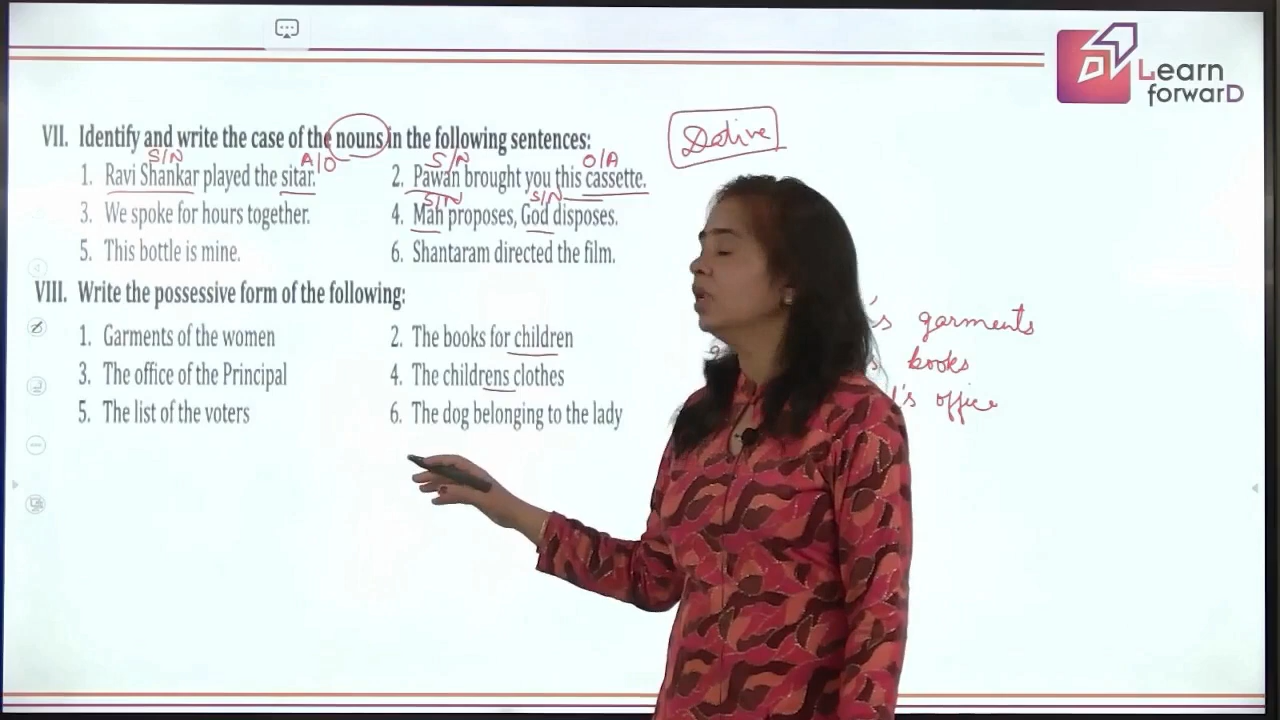 Learn
forwarD
VII. Identify and write the case of the nouns in the following sentences:
Dative
S/N A/O S/N O/A
1. Ravi Shankar played the sitar. 2. Pawan brought you this cassette.
S/N S/N
3. We spoke for hours together. 4. Man proposes, God disposes.
5. This bottle is mine. 6. Shantaram directed the film.
VIII. Write the possessive form of the following:
's garments
1. Garments of the women 2. The books for children
s books
3. The office of the Principal 4. The childrens clothes
l's office
5. The list of the voters 6. The dog belonging to the lady